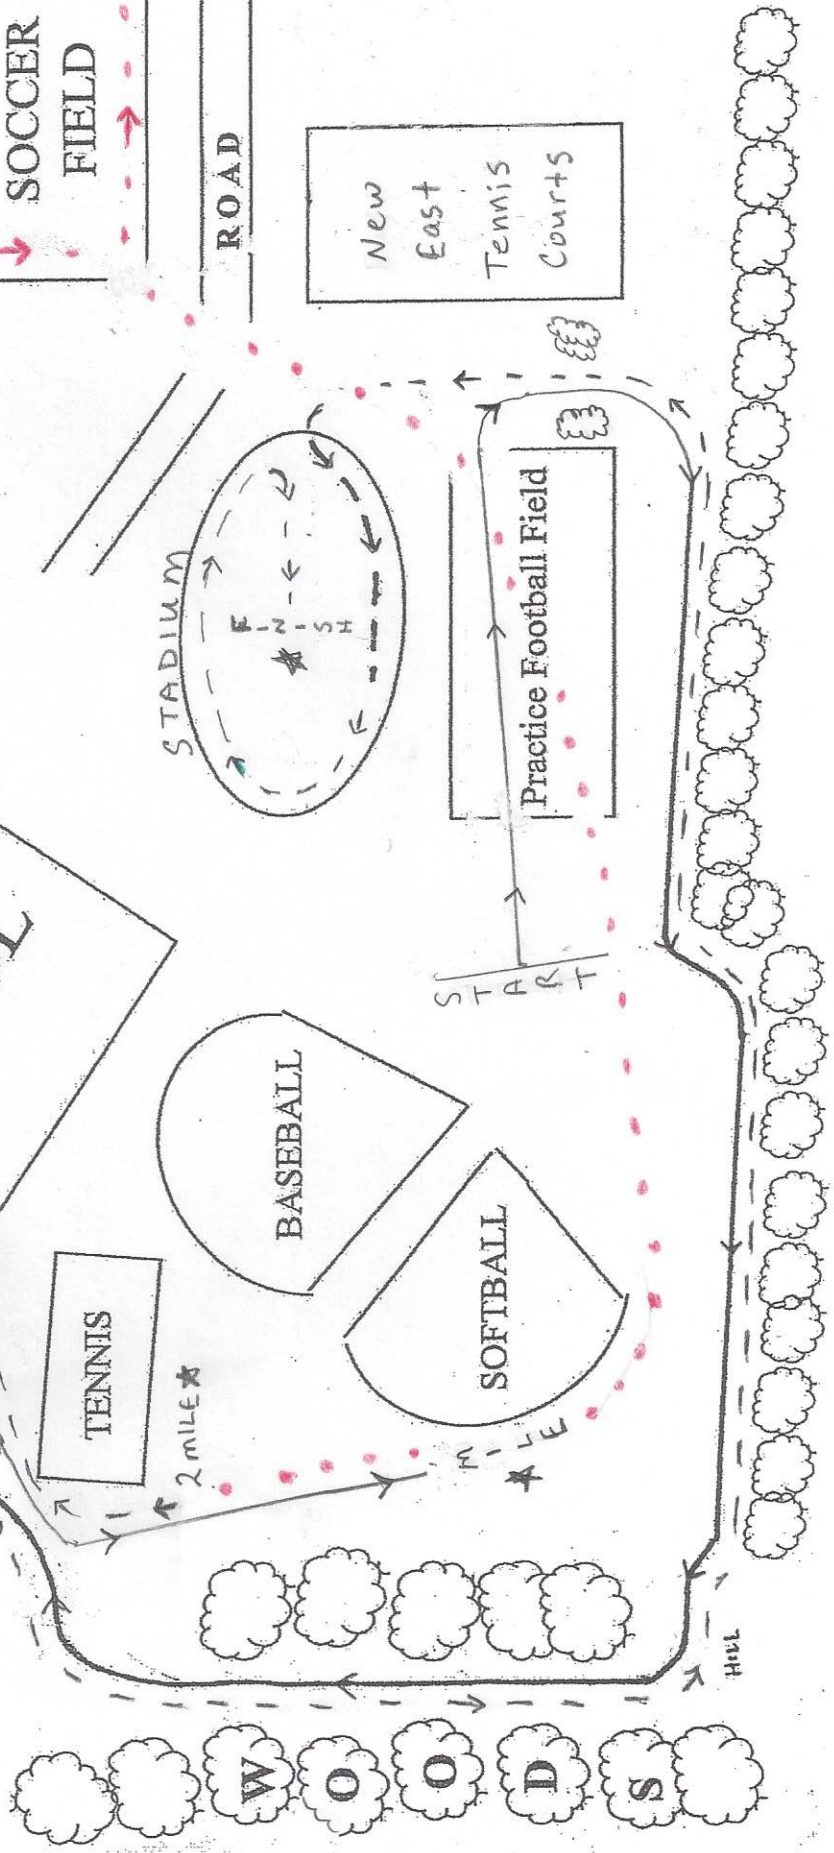 SOCCER
FIELD
ROAD
New
East
Tennis
Courts
STADIUM
FINISH
Practice Football Field
START
BASEBALL
SOFTBALL
TENNIS
2 MILE
MILE
HILL
WOODS